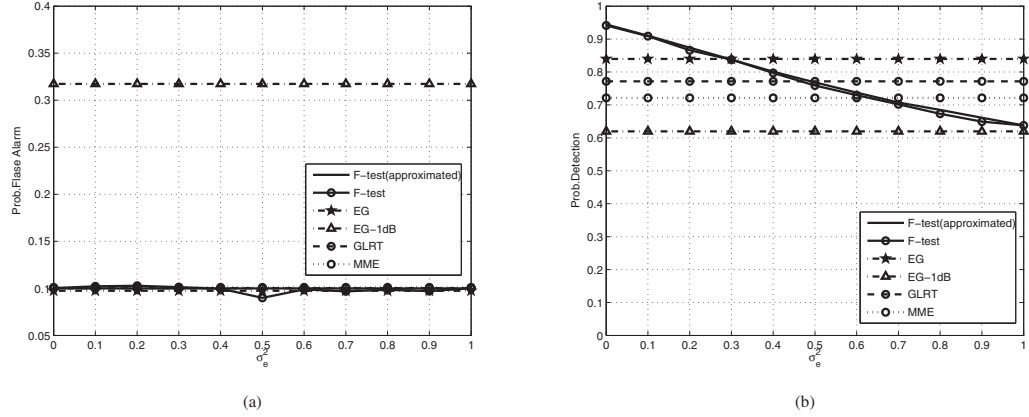 0.4
0.35
0.3
0.25
0.2
0.15
0.1
0.05
Prob.Flase Alarm
0 0.1 0.2 0.3 0.4 0.5 0.6 0.7 0.8 0.9 1
σ_e^2
F−test(approximated)
F−test
EG
EG−1dB
GLRT
MME
(a)
1
0.9
0.8
0.7
0.6
0.5
0.4
0.3
0.2
0.1
0
Prob.Detection
0 0.1 0.2 0.3 0.4 0.5 0.6 0.7 0.8 0.9 1
σ_e^2
F−test(approximated)
F−test
EG
EG−1dB
GLRT
MME
(b)